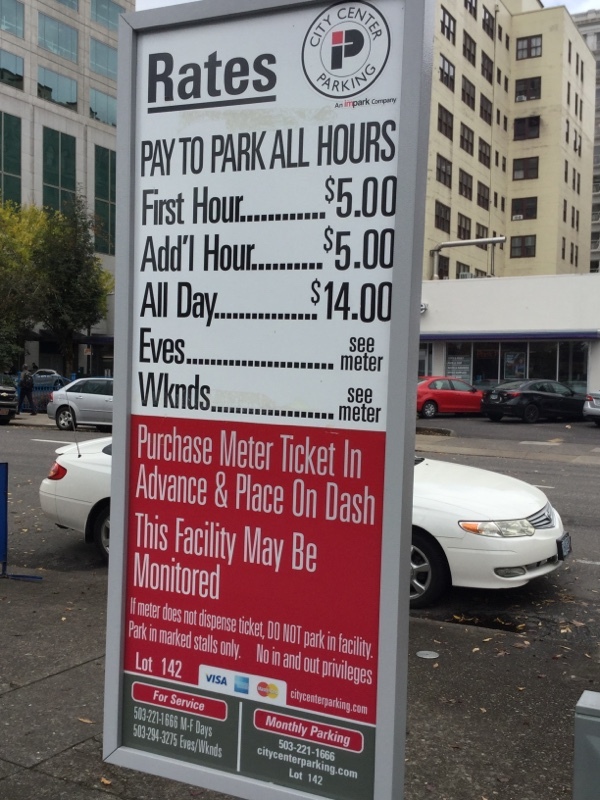 Rates
CITY CENTER
P
PARKING
An impark Company
PAY TO PARK ALL HOURS
First Hour............ $5.00
Add'l Hour.......... $5.00
All Day.............. $14.00
Eves...................... see meter
Wknds.................. see meter
Purchase Meter Ticket In
Advance & Place On Dash
This Facility May Be
Monitored
If meter does not dispense ticket, DO NOT park in facility.
Park in marked stalls only. No in and out privileges
Lot 142
VISA
citycenterparking.com
For Service
503-221-1666 M-F Days
503-294-3275 Eves/Wknds
Monthly Parking
503-221-1666
citycenterparking.com
Lot 142